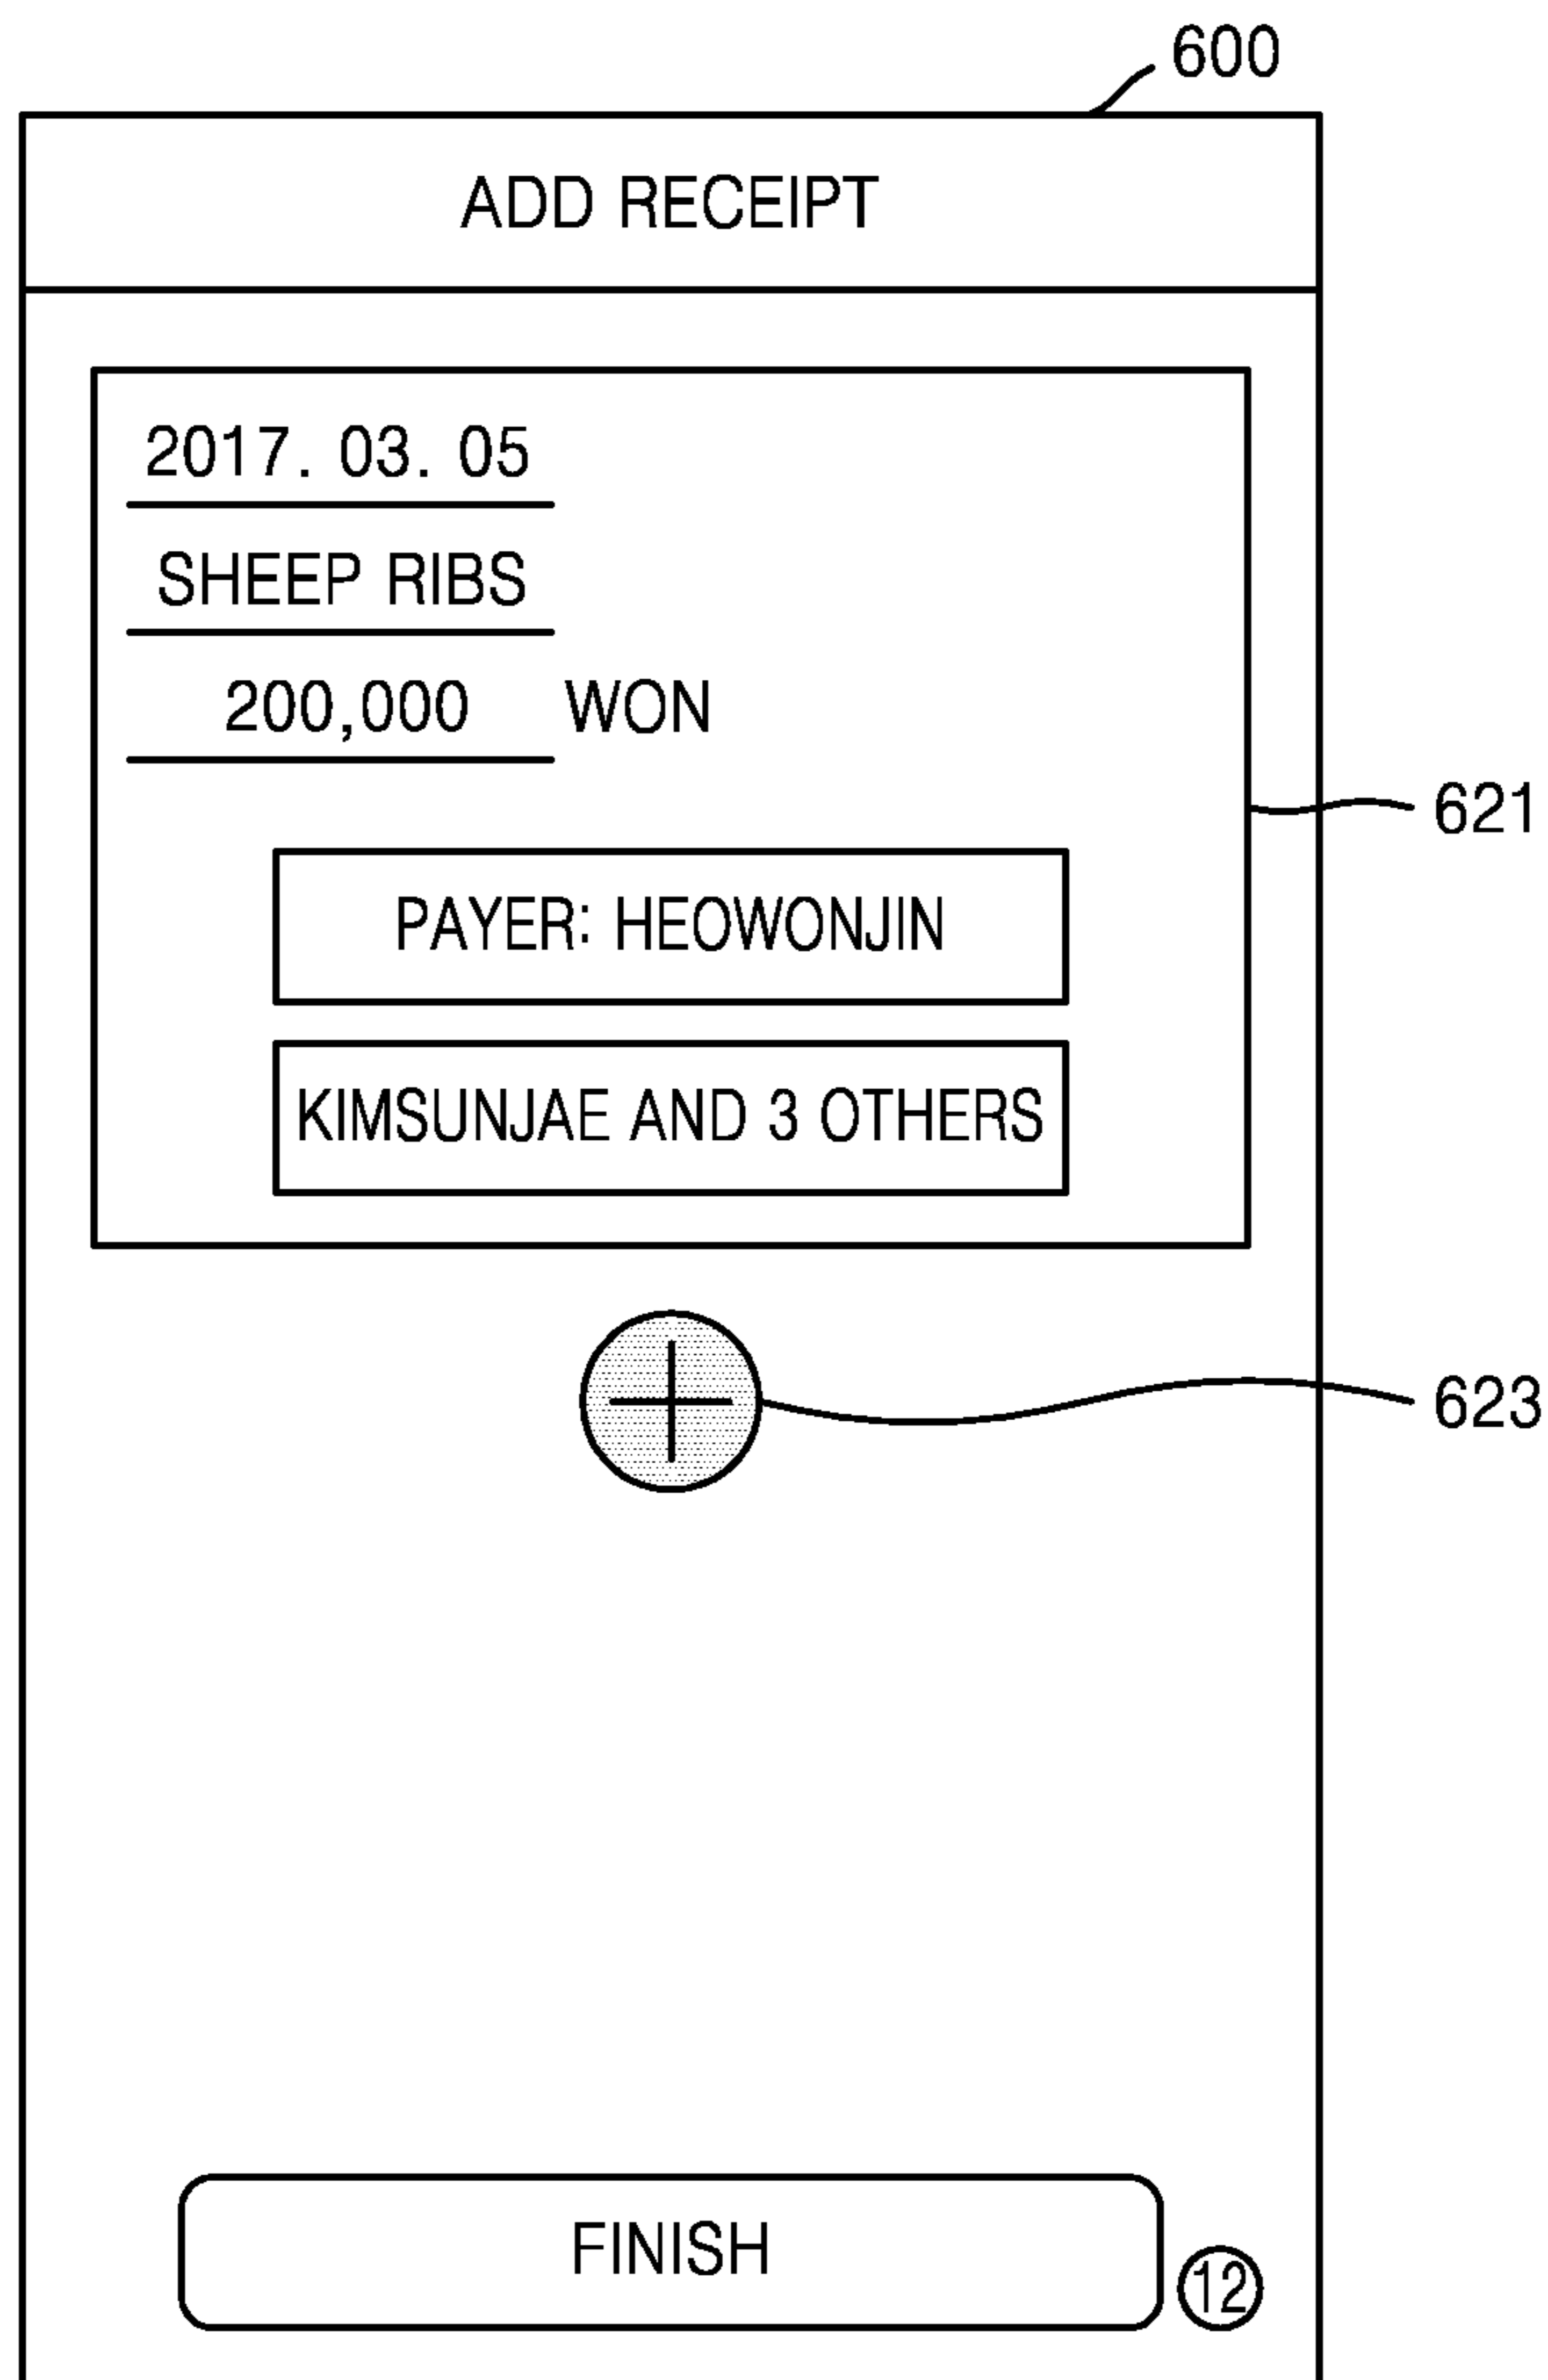 600
ADD RECEIPT
2017. 03. 05
SHEEP RIBS
200,000 WON
621
PAYER: HEOWONJIN
KIMSUNJAE AND 3 OTHERS
623
FINISH
12